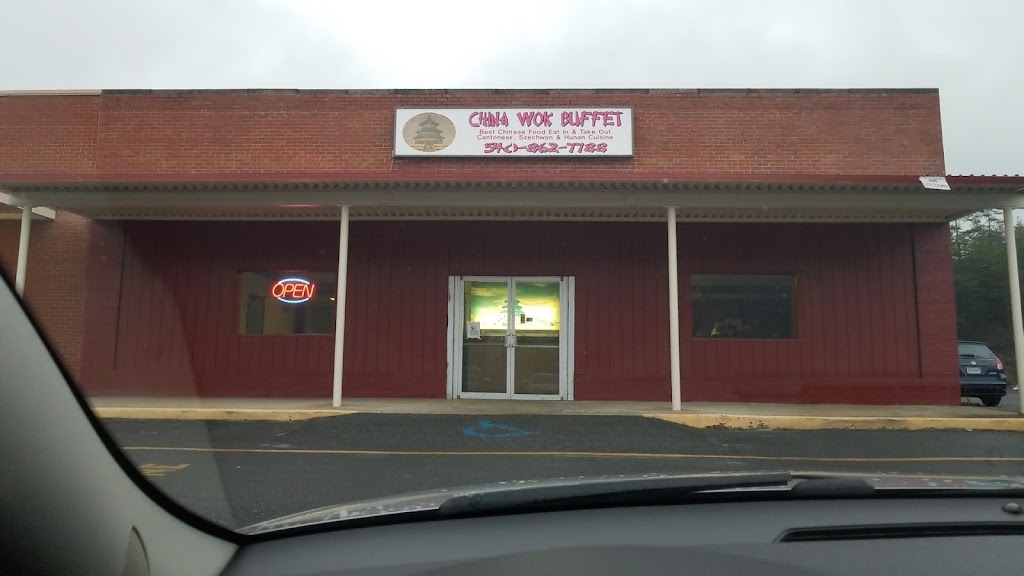 CHINA WOK BUFFET
Best Chinese Food Eat In & Take Out
Cantonese, Szechwan & Hunan Cuisine
540-862-7788
OPEN